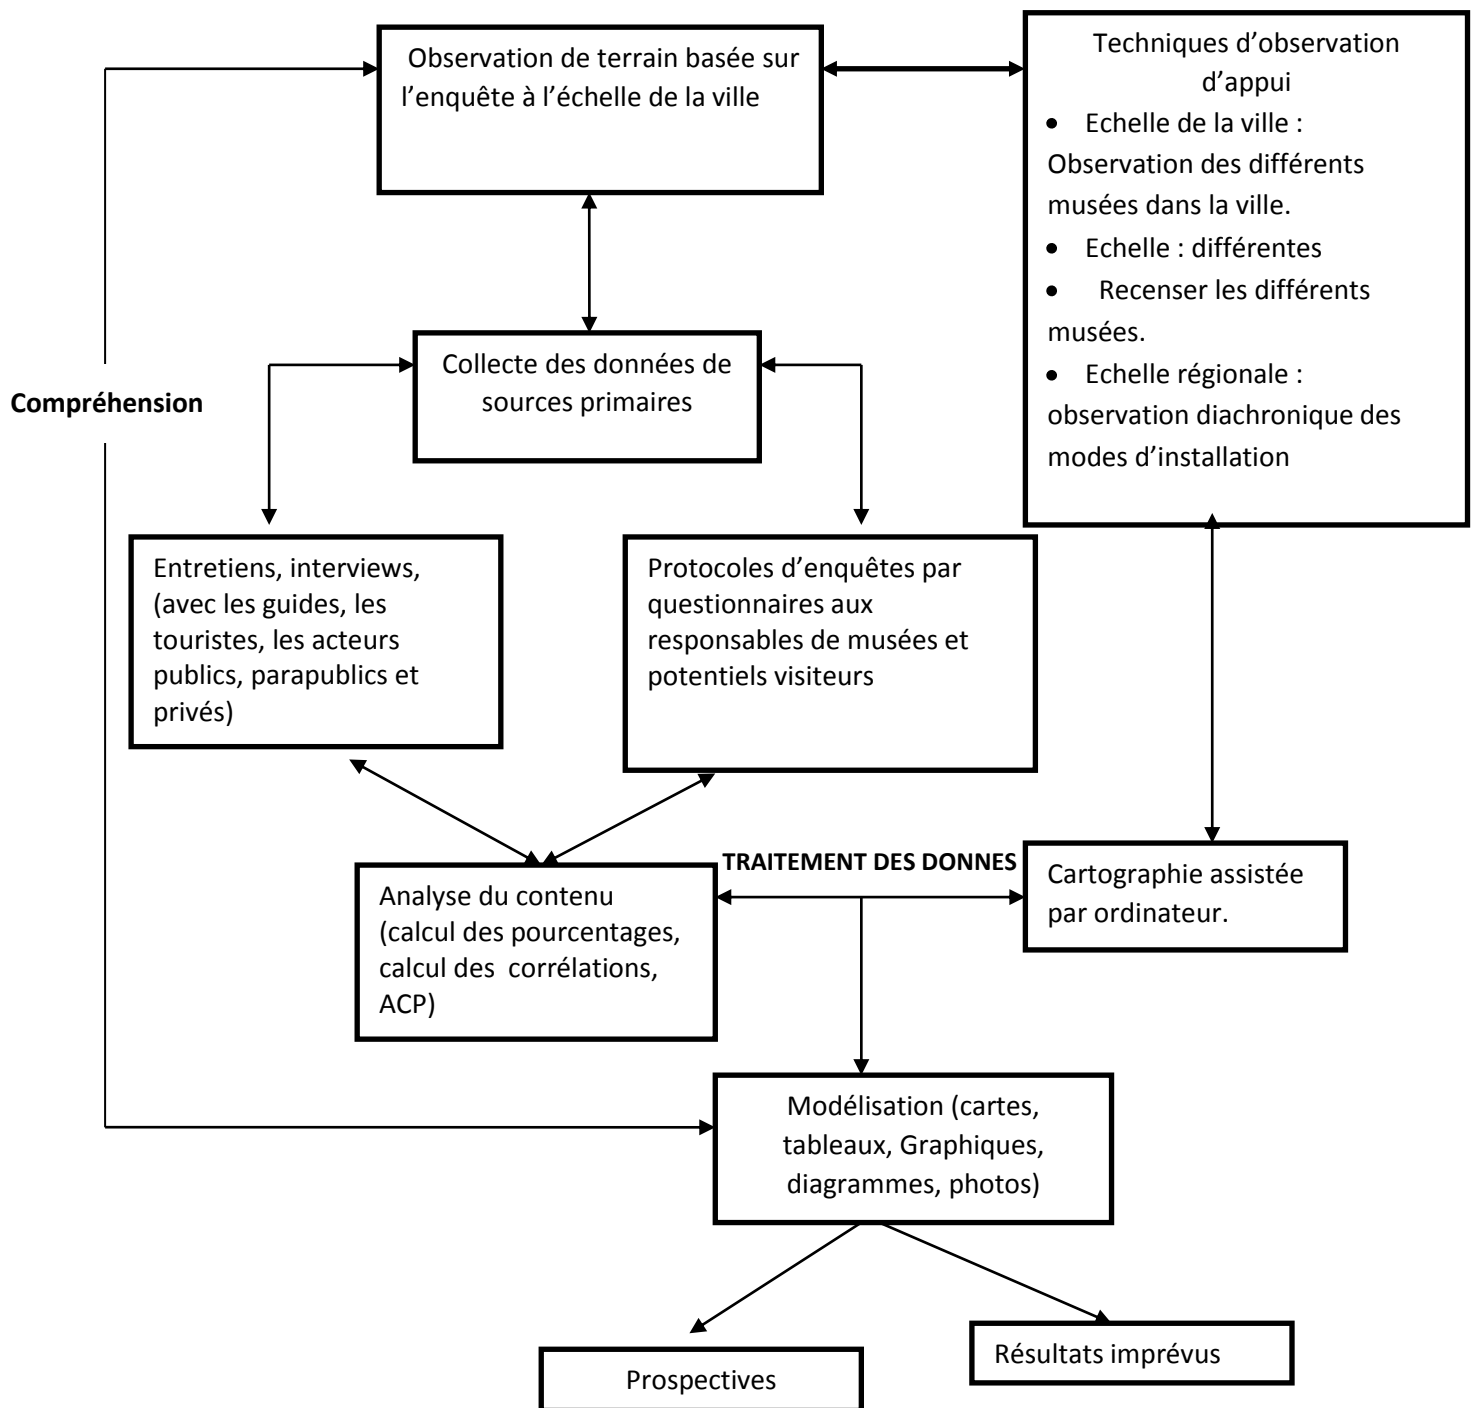 Observation de terrain basée sur
l’enquête à l’échelle de la ville
Techniques d’observation
d’appui
• Echelle de la ville :
Observation des différents
musées dans la ville.
• Echelle : différentes
• Recenser les différents
musées.
• Echelle régionale :
observation diachronique des
modes d’installation
Collecte des données de
sources primaires
Compréhension
Entretiens, interviews,
(avec les guides, les
touristes, les acteurs
publics, parapublics et
privés)
Protocoles d’enquêtes par
questionnaires aux
responsables de musées et
potentiels visiteurs
Analyse du contenu
(calcul des pourcentages,
calcul des corrélations,
ACP)
TRAITEMENT DES DONNES
Cartographie assistée
par ordinateur.
Modélisation (cartes,
tableaux, Graphiques,
diagrammes, photos)
Résultats imprévus
Prospectives